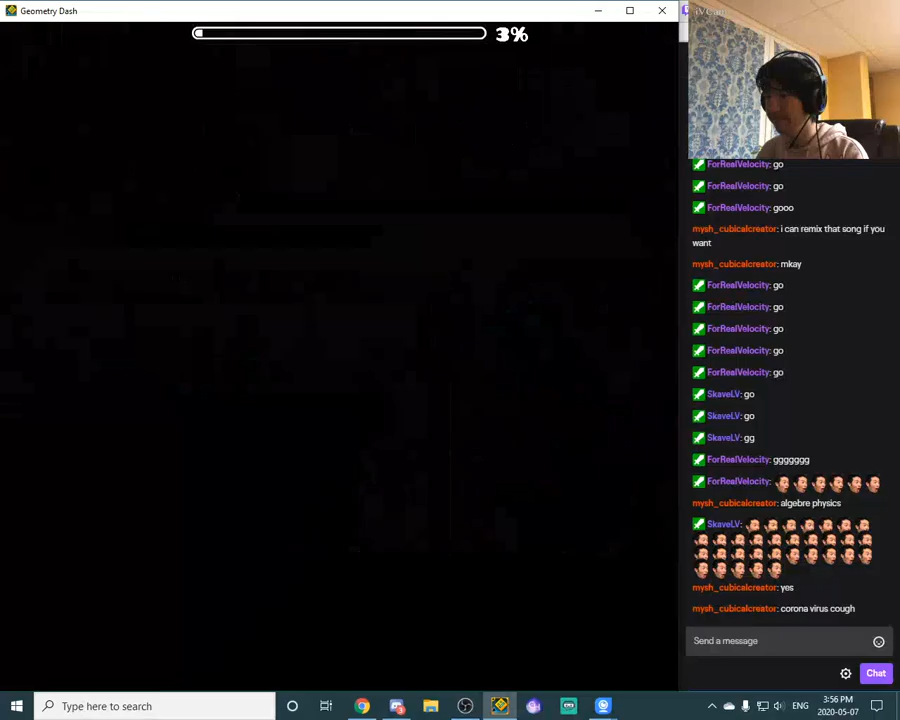 Geometry Dash
iVCam
3%
ForRealVelocity: go
ForRealVelocity: go
ForRealVelocity: gooo
mysh_cubicalcreator: i can remix that song if you
want
mysh_cubicalcreator: mkay
ForRealVelocity: go
ForRealVelocity: go
ForRealVelocity: go
ForRealVelocity: go
ForRealVelocity: go
SkaveLV: go
SkaveLV: go
SkaveLV: gg
ForRealVelocity: ggggggg
ForRealVelocity:
mysh_cubicalcreator: algebre physics
SkaveLV:
mysh_cubicalcreator: yes
mysh_cubicalcreator: corona virus cough
Send a message
Chat
Type here to search
ENG
3:56 PM
2020-05-07